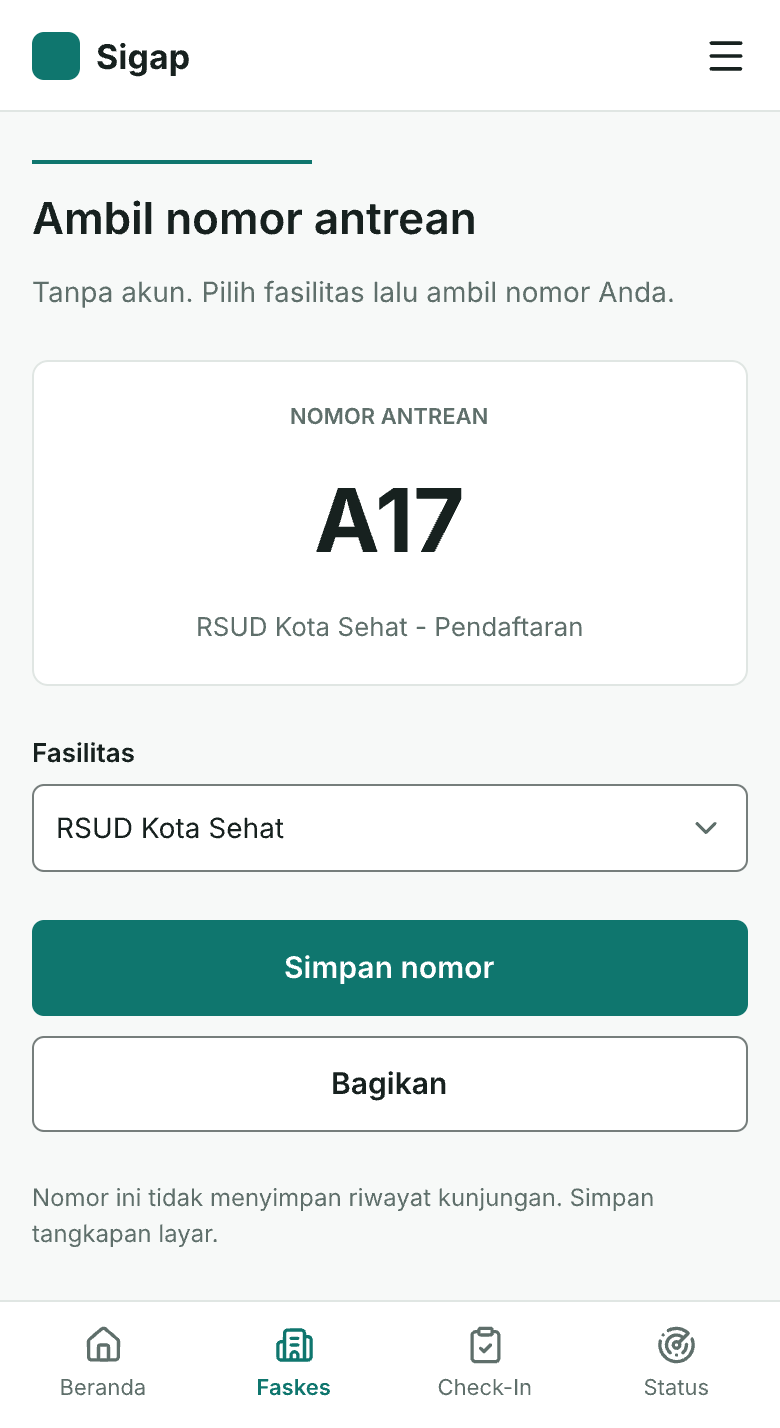 Sigap
Ambil nomor antrean
Tanpa akun. Pilih fasilitas lalu ambil nomor Anda.
NOMOR ANTREAN
A17
RSUD Kota Sehat - Pendaftaran
Fasilitas
RSUD Kota Sehat
Simpan nomor
Bagikan
Nomor ini tidak menyimpan riwayat kunjungan. Simpan
tangkapan layar.
Beranda
Faskes
Check-In
Status